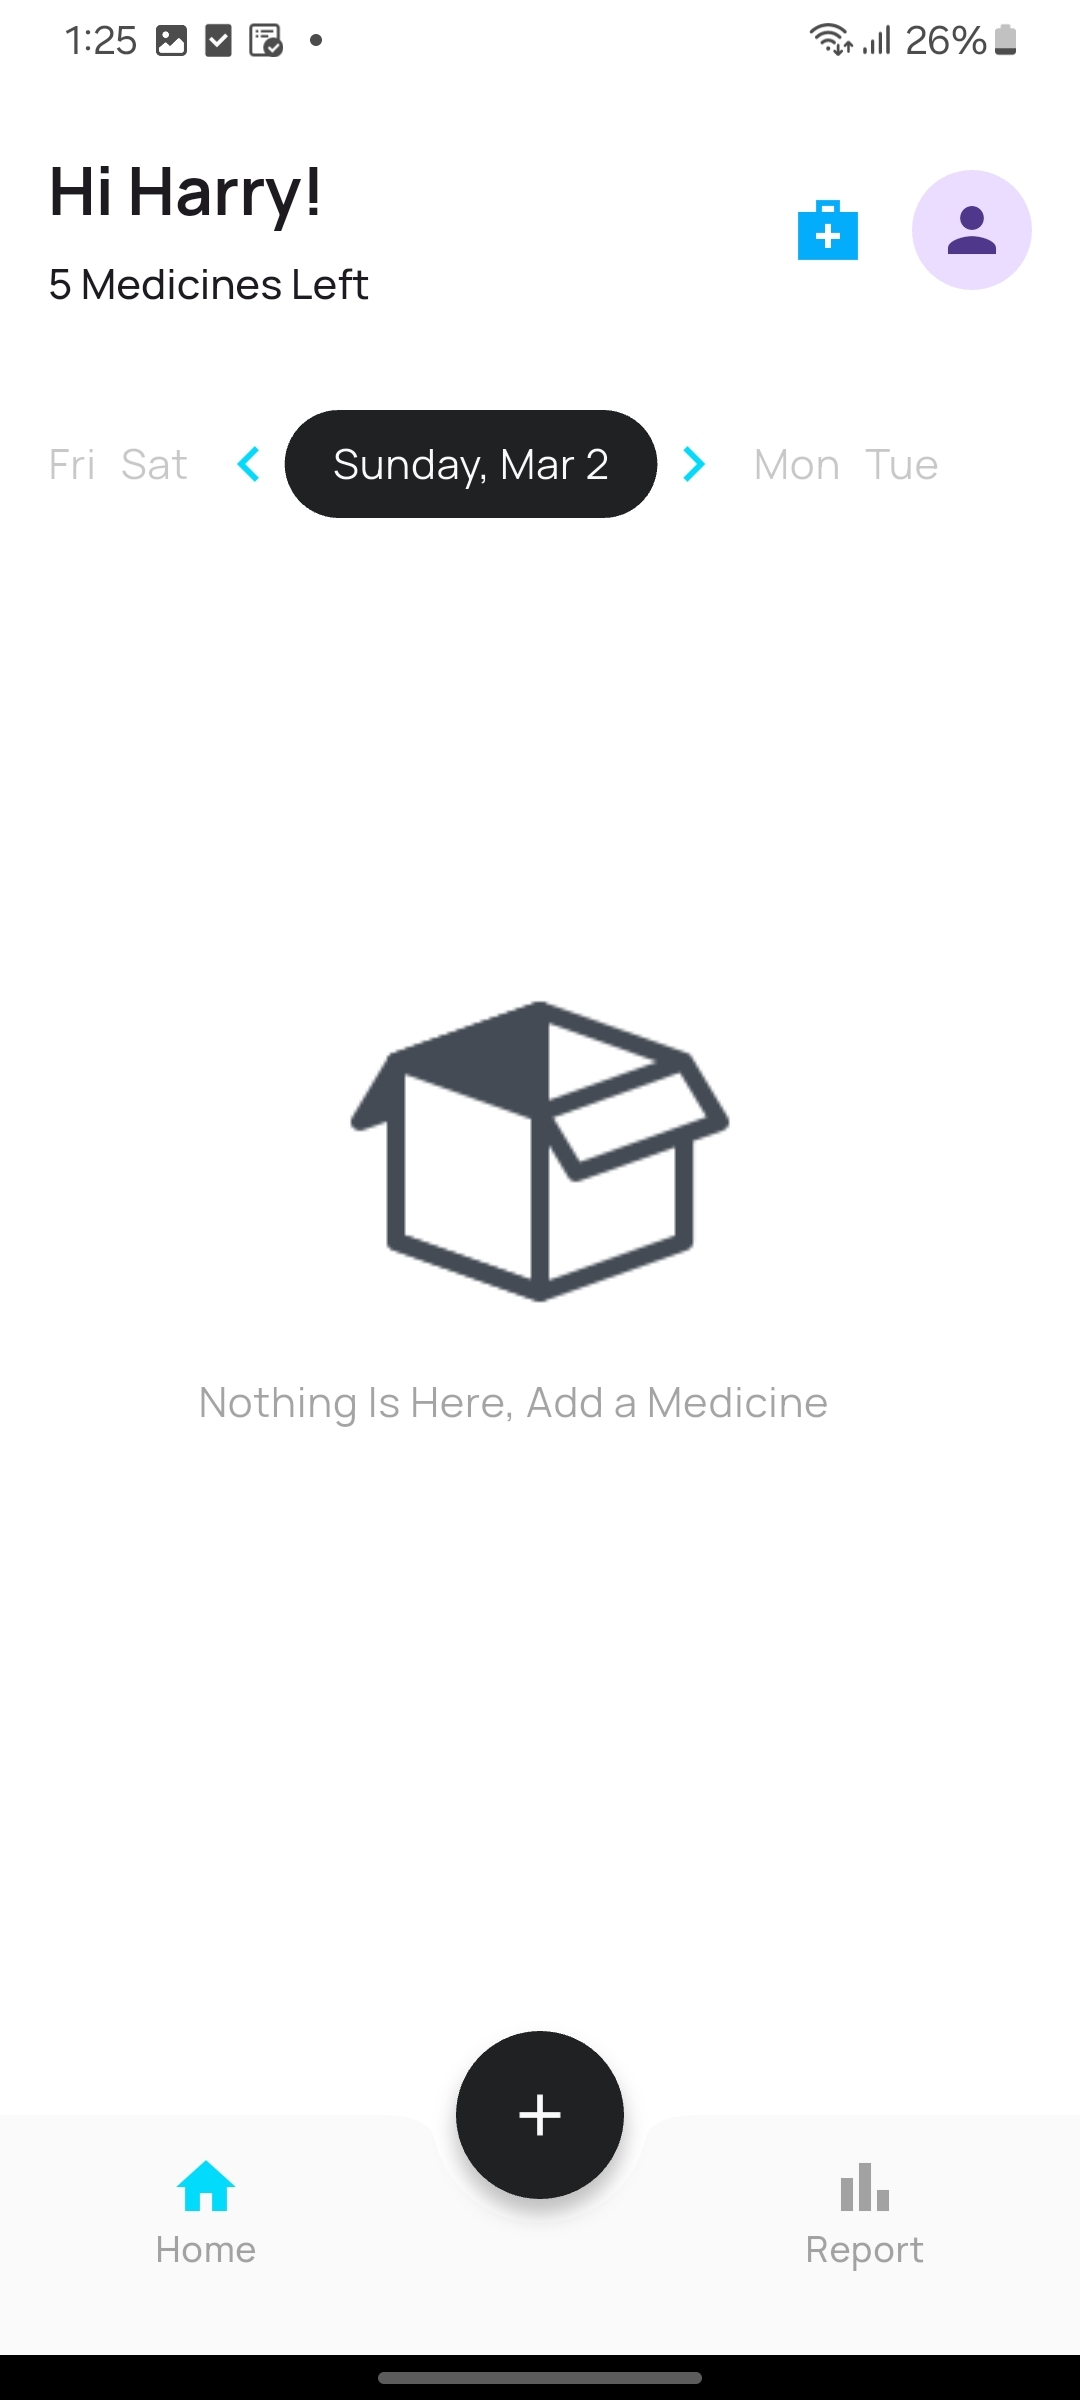 1:25
26%
Hi Harry!
5 Medicines Left
Fri Sat Sunday, Mar 2 Mon Tue
Nothing Is Here, Add a Medicine
Home
Report